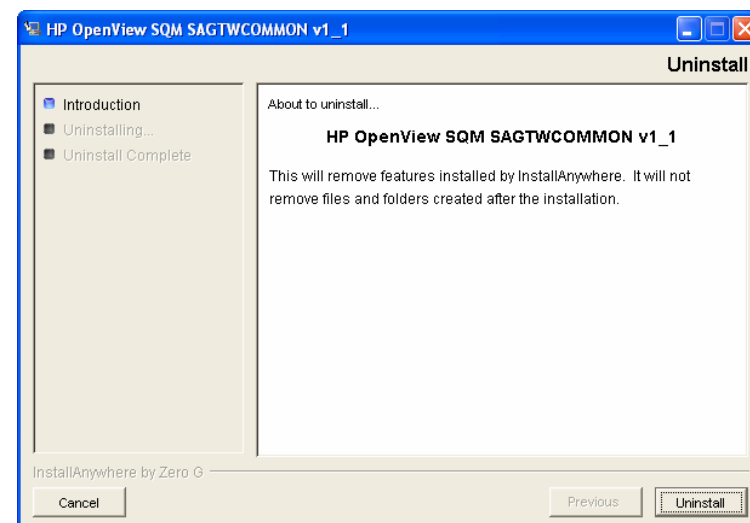 HP OpenView SQM SAGTWCOMMON v1_1
Uninstall
Introduction
Uninstalling...
Uninstall Complete
About to uninstall...
HP OpenView SQM SAGTWCOMMON v1_1
This will remove features installed by InstallAnywhere. It will not
remove files and folders created after the installation.
InstallAnywhere by Zero G
Cancel
Previous
Uninstall